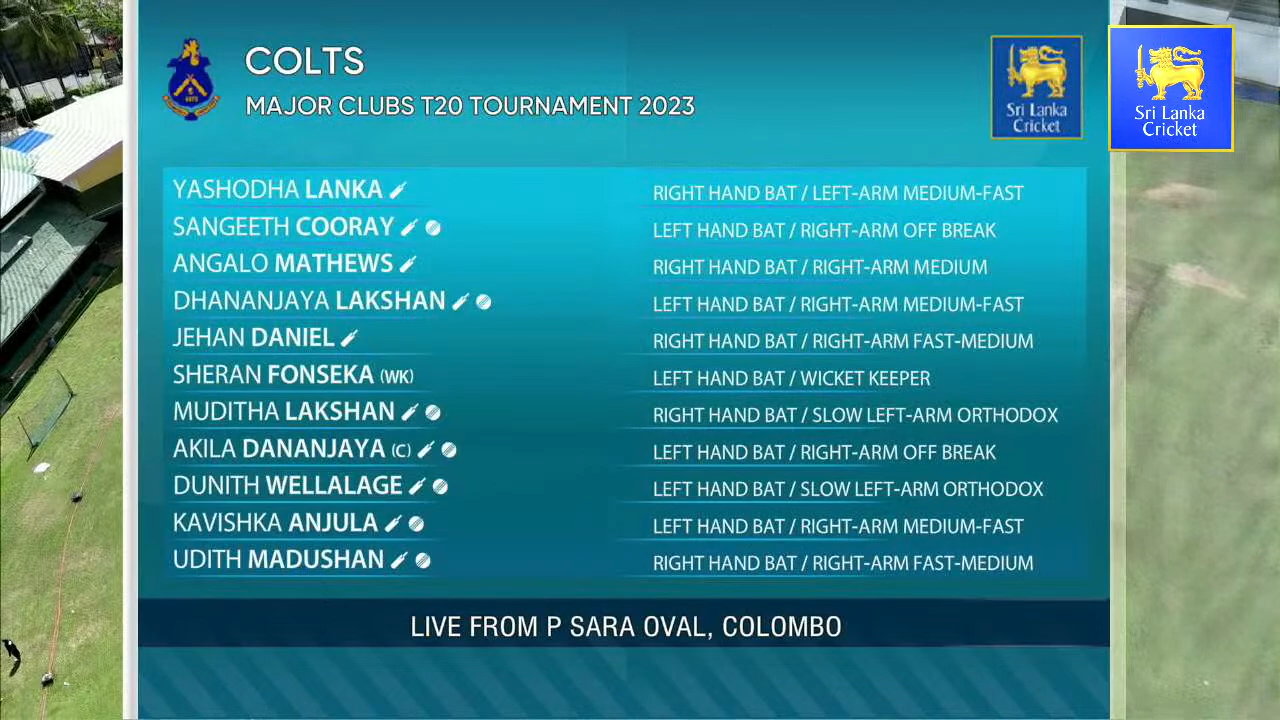 COLTS
MAJOR CLUBS T20 TOURNAMENT 2023
Sri Lanka
Cricket
Sri Lanka
Cricket
YASHODHA LANKA RIGHT HAND BAT / LEFT-ARM MEDIUM-FAST
SANGEETH COORAY LEFT HAND BAT / RIGHT-ARM OFF BREAK
ANGALO MATHEWS RIGHT HAND BAT / RIGHT-ARM MEDIUM
DHANANJAYA LAKSHAN LEFT HAND BAT / RIGHT-ARM MEDIUM-FAST
JEHAN DANIEL RIGHT HAND BAT / RIGHT-ARM FAST-MEDIUM
SHERAN FONSEKA (WK) LEFT HAND BAT / WICKET KEEPER
MUDITHA LAKSHAN RIGHT HAND BAT / SLOW LEFT-ARM ORTHODOX
AKILA DANANJAYA (C) LEFT HAND BAT / RIGHT-ARM OFF BREAK
DUNITH WELLALAGE LEFT HAND BAT / SLOW LEFT-ARM ORTHODOX
KAVISHKA ANJULA LEFT HAND BAT / RIGHT-ARM MEDIUM-FAST
UDITH MADUSHAN RIGHT HAND BAT / RIGHT-ARM FAST-MEDIUM
LIVE FROM P SARA OVAL, COLOMBO